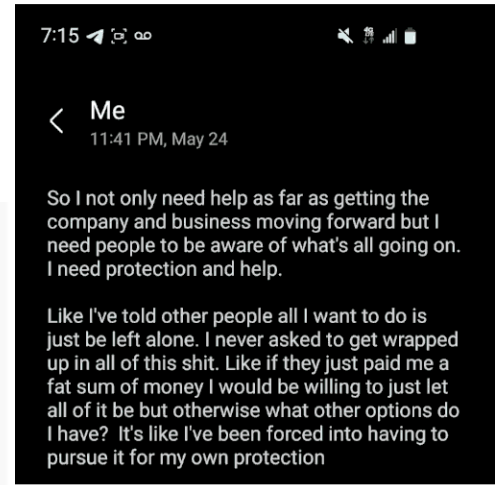 7:15
Me
11:41 PM, May 24
So I not only need help as far as getting the
company and business moving forward but I
need people to be aware of what's all going on.
I need protection and help.
Like I've told other people all I want to do is
just be left alone. I never asked to get wrapped
up in all of this shit. Like if they just paid me a
fat sum of money I would be willing to just let
all of it be but otherwise what other options do
I have?  It's like I've been forced into having to
pursue it for my own protection